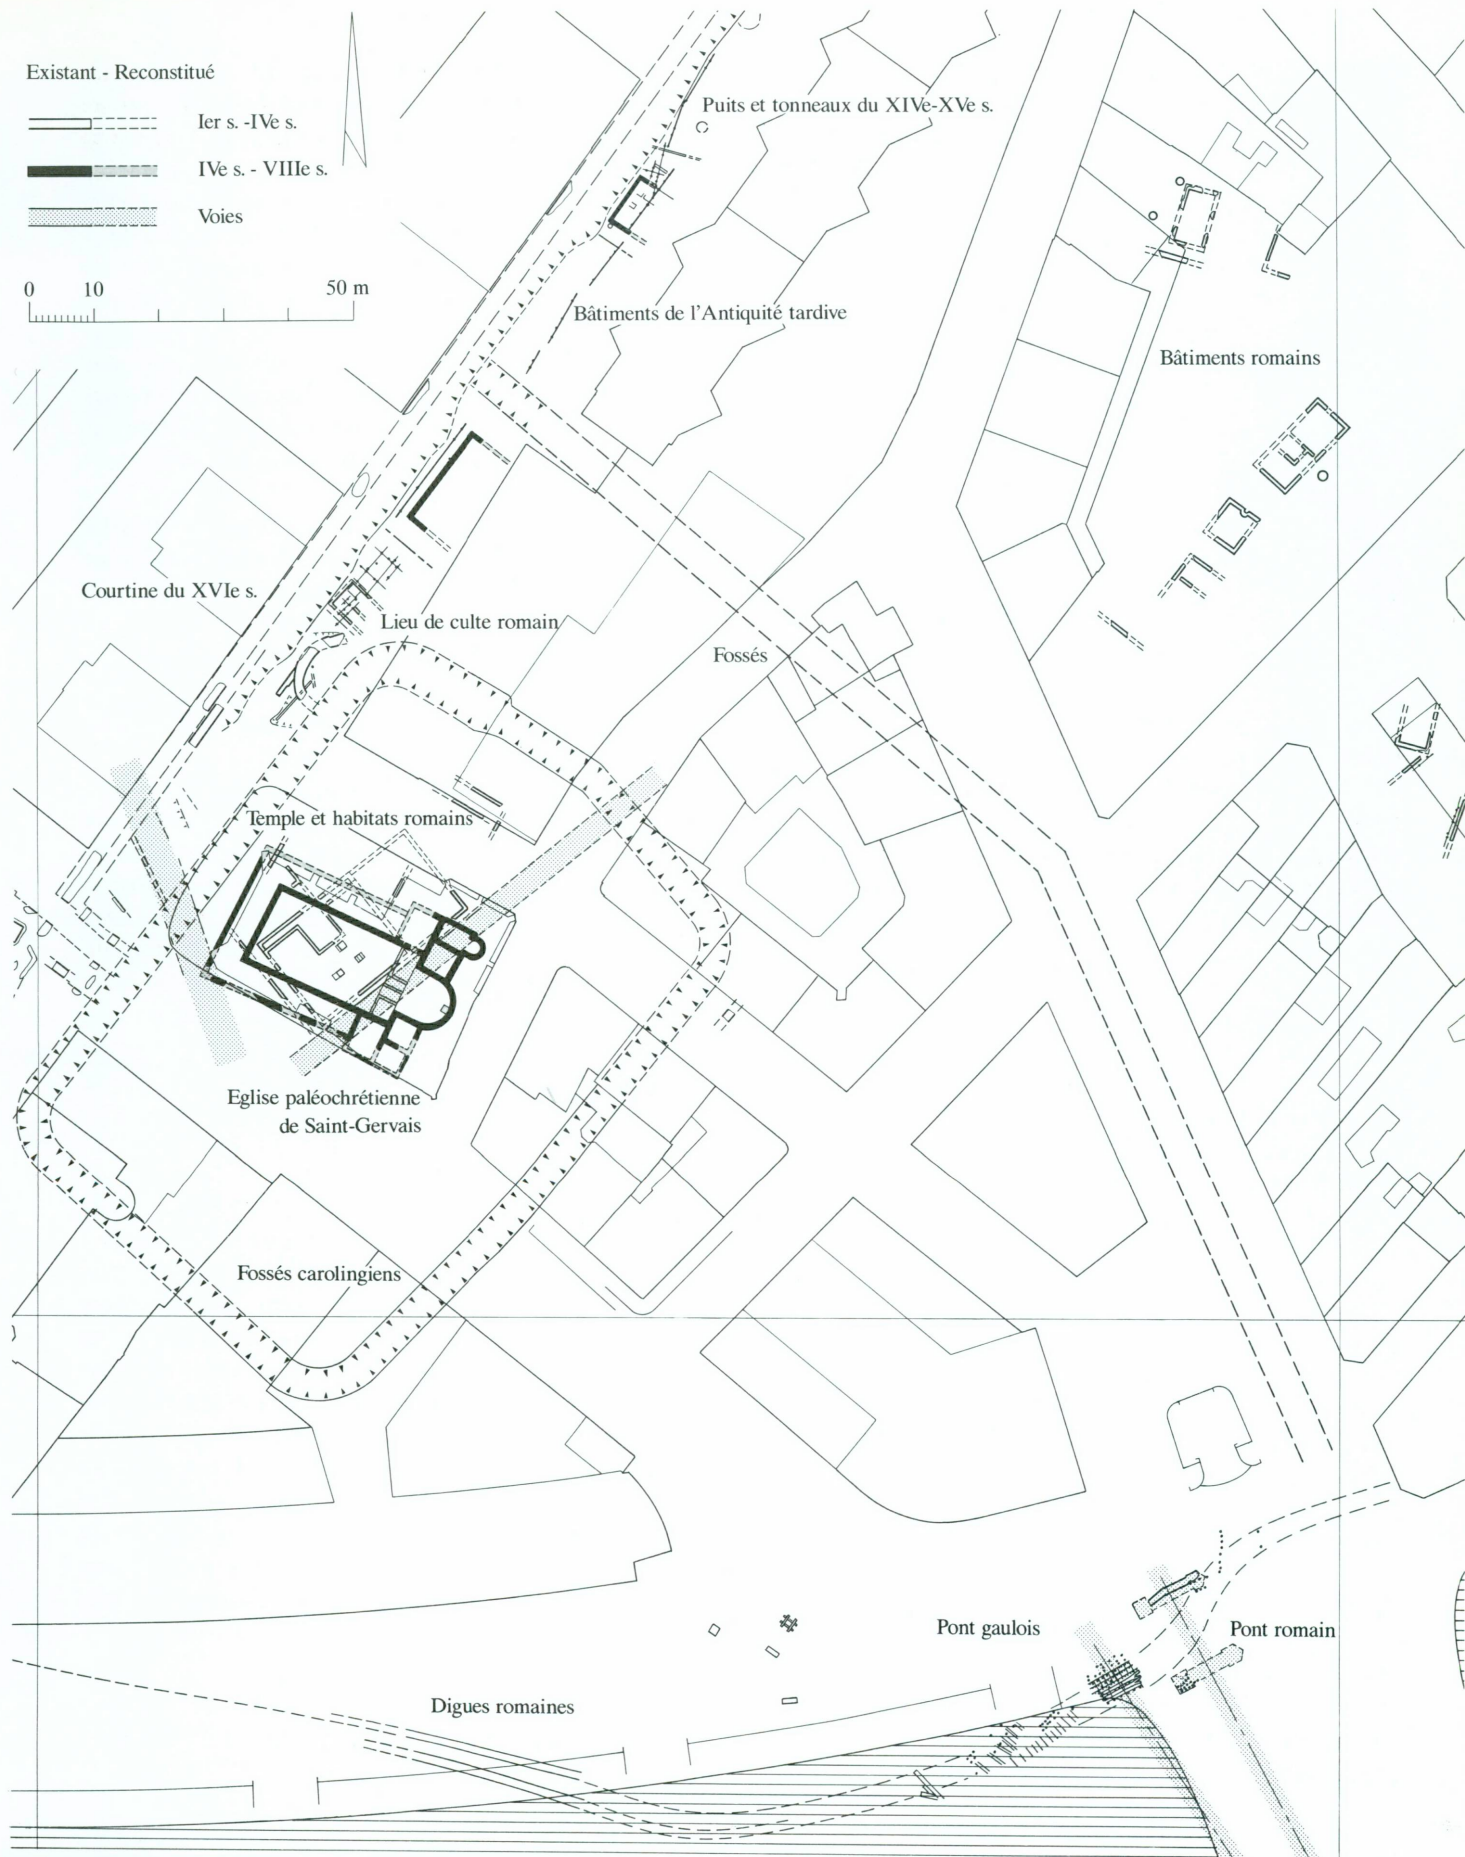 Existant - Reconstitué
Ier s. -IVe s.
IVe s. - VIIIe s.
Voies
0 10 50 m
Puits et tonneaux du XIVe-XVe s.
Bâtiments de l'Antiquité tardive
Bâtiments romains
Courtine du XVIe s.
Lieu de culte romain
Fossés
Temple et habitats romains
Eglise paléochrétienne
de Saint-Gervais
Fossés carolingiens
Pont gaulois
Pont romain
Digues romaines